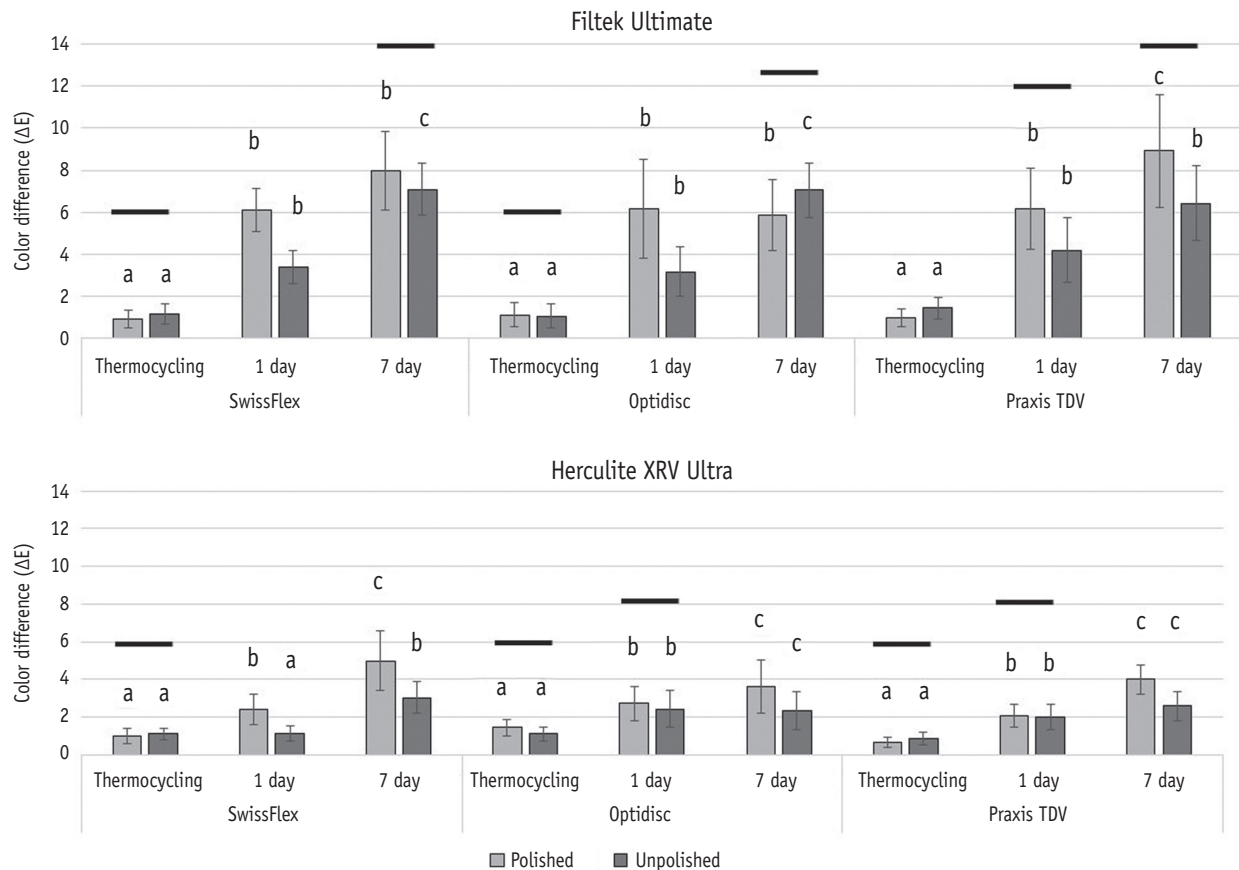 Filtek Ultimate
14
12
10
8
6
4
2
0
Color difference (ΔE)
a a b b b c a a b b b c a a b b c b
Thermocycling 1 day 7 day Thermocycling 1 day 7 day Thermocycling 1 day 7 day
SwissFlex Optidisc Praxis TDV
Herculite XRV Ultra
14
12
10
8
6
4
2
0
Color difference (ΔE)
a a b a c b a a b b c c a a b b c c
Thermocycling 1 day 7 day Thermocycling 1 day 7 day Thermocycling 1 day 7 day
SwissFlex Optidisc Praxis TDV
Polished Unpolished